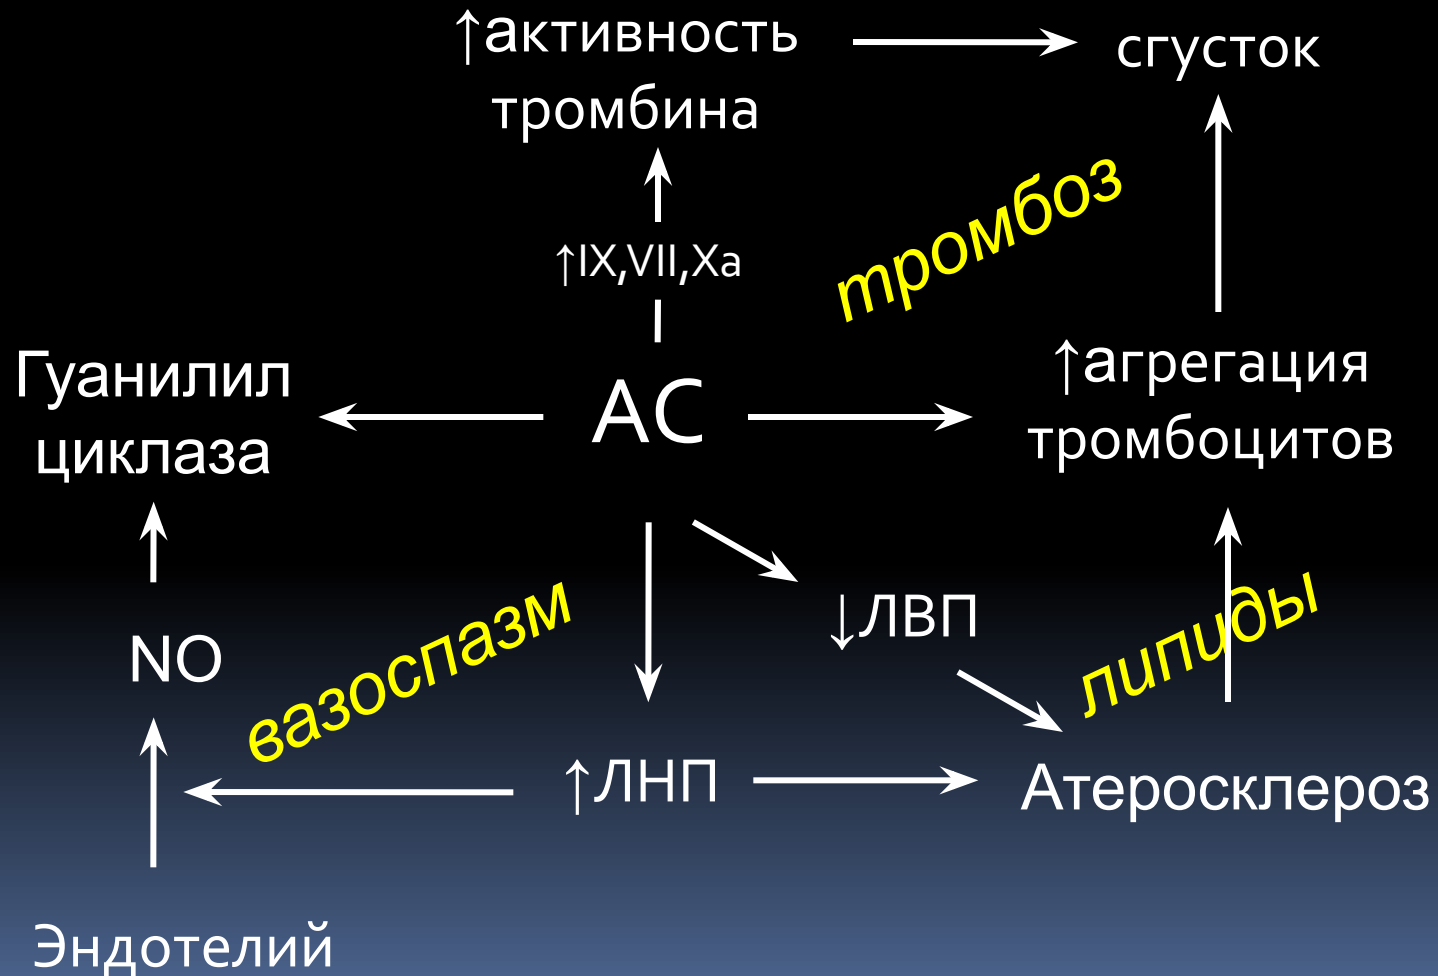 ↑активность
тромбина
сгусток
тромбоз
↑IX,VII,Xa
Гуанилил
циклаза
АС
↑агрегация
тромбоцитов
NO
вазоспазм
↓ЛВП
липиды
↑ЛНП
Атеросклероз
Эндотелий